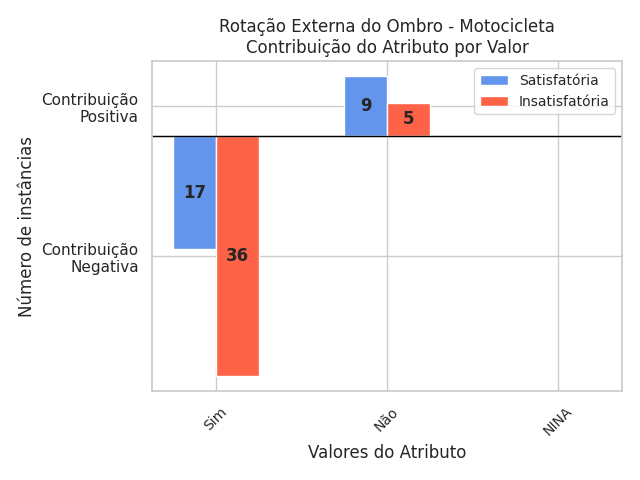 Rotação Externa do Ombro - Motocicleta
Contribuição do Atributo por Valor
Satisfatória
Insatisfatória
Contribuição
Positiva
Contribuição
Negativa
Número de instâncias
9
5
17
36
Sim
Não
NINA
Valores do Atributo